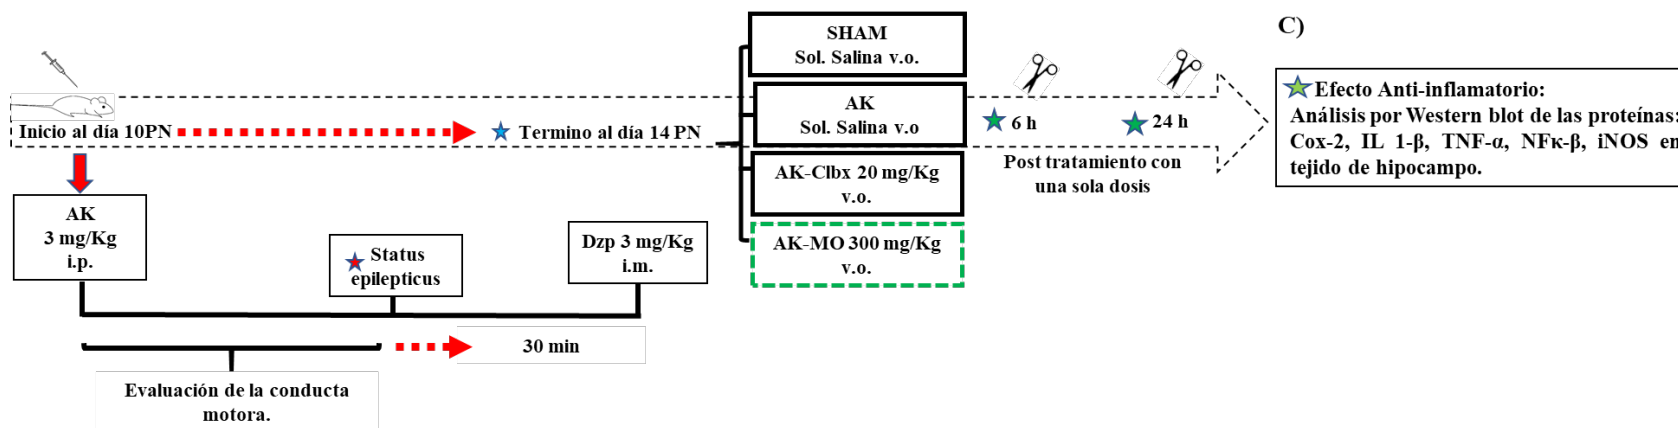 SHAM
Sol. Salina v.o.
C)
Inicio al día 10PN
Termino al día 14 PN
AK
Sol. Salina v.o
6 h
24 h
Post tratamiento con
una sola dosis
Efecto Anti-inflamatorio:
Análisis por Western blot de las proteínas:
Cox-2, IL 1-β, TNF-α, NFκ-β, iNOS en
tejido de hipocampo.
AK-Clbx 20 mg/Kg
v.o.
AK-MO 300 mg/Kg
v.o.
AK
3 mg/Kg
i.p.
Status
epilepticus
Dzp 3 mg/Kg
i.m.
30 min
Evaluación de la conducta
motora.